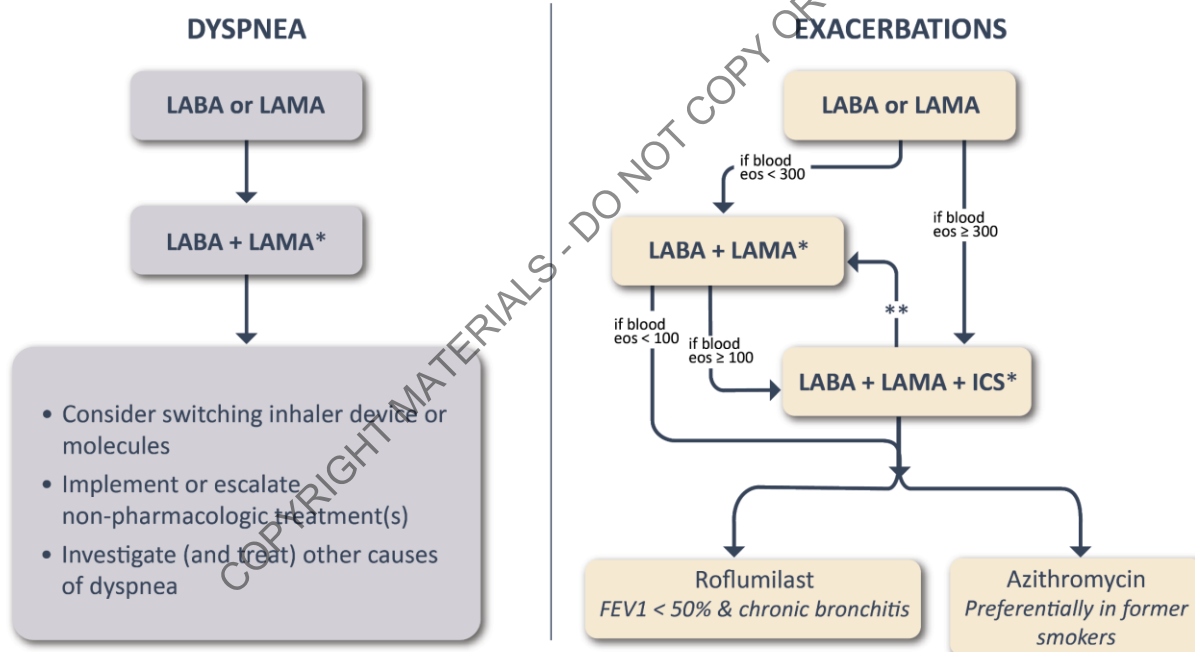 DYSPNEA
LABA or LAMA
LABA + LAMA*
• Consider switching inhaler device or
molecules
• Implement or escalate
non-pharmacologic treatment(s)
• Investigate (and treat) other causes
of dyspnea
EXACERBATIONS
LABA or LAMA
if blood
eos < 300
if blood
eos ≥ 300
LABA + LAMA*
**
if blood
eos < 100
if blood
eos ≥ 100
LABA + LAMA + ICS*
Roflumilast
FEV1 < 50% & chronic bronchitis
Azithromycin
Preferentially in former
smokers
COPYRIGHT MATERIALS - DO NOT COPY OR